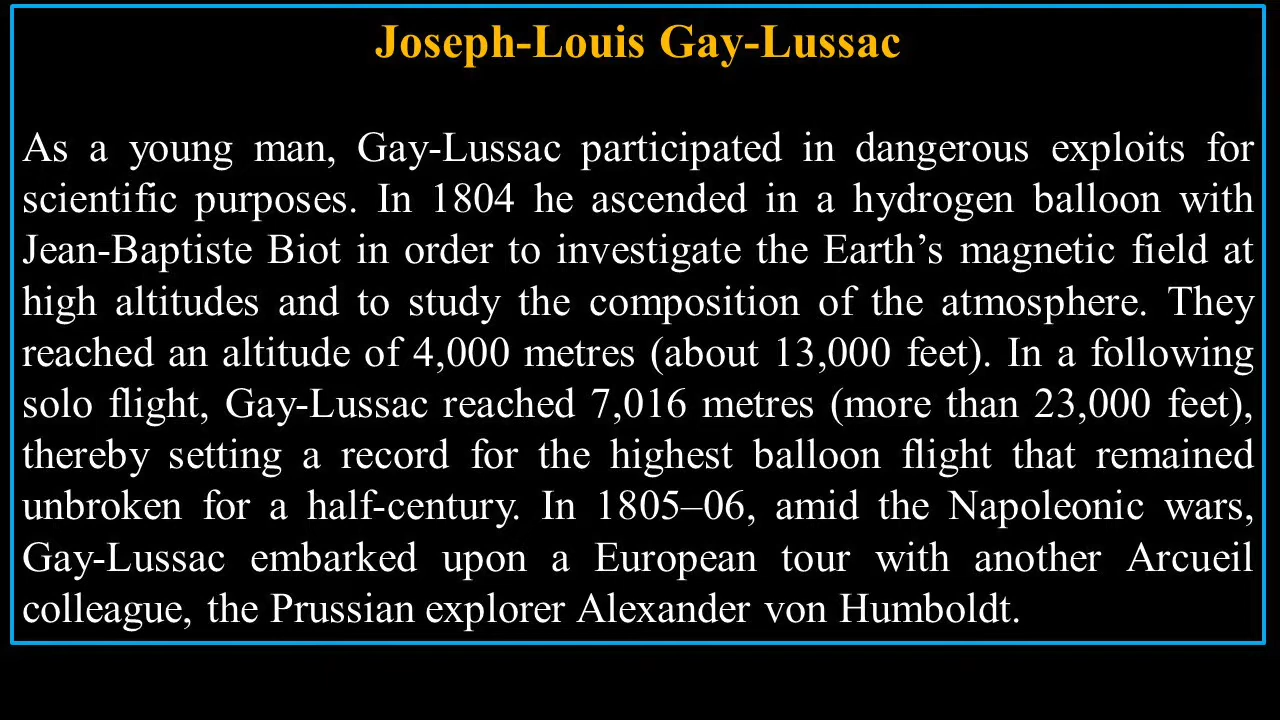 Joseph-Louis Gay-Lussac
As a young man, Gay-Lussac participated in dangerous exploits for
scientific purposes. In 1804 he ascended in a hydrogen balloon with
Jean-Baptiste Biot in order to investigate the Earth’s magnetic field at
high altitudes and to study the composition of the atmosphere. They
reached an altitude of 4,000 metres (about 13,000 feet). In a following
solo flight, Gay-Lussac reached 7,016 metres (more than 23,000 feet),
thereby setting a record for the highest balloon flight that remained
unbroken for a half-century. In 1805–06, amid the Napoleonic wars,
Gay-Lussac embarked upon a European tour with another Arcueil
colleague, the Prussian explorer Alexander von Humboldt.